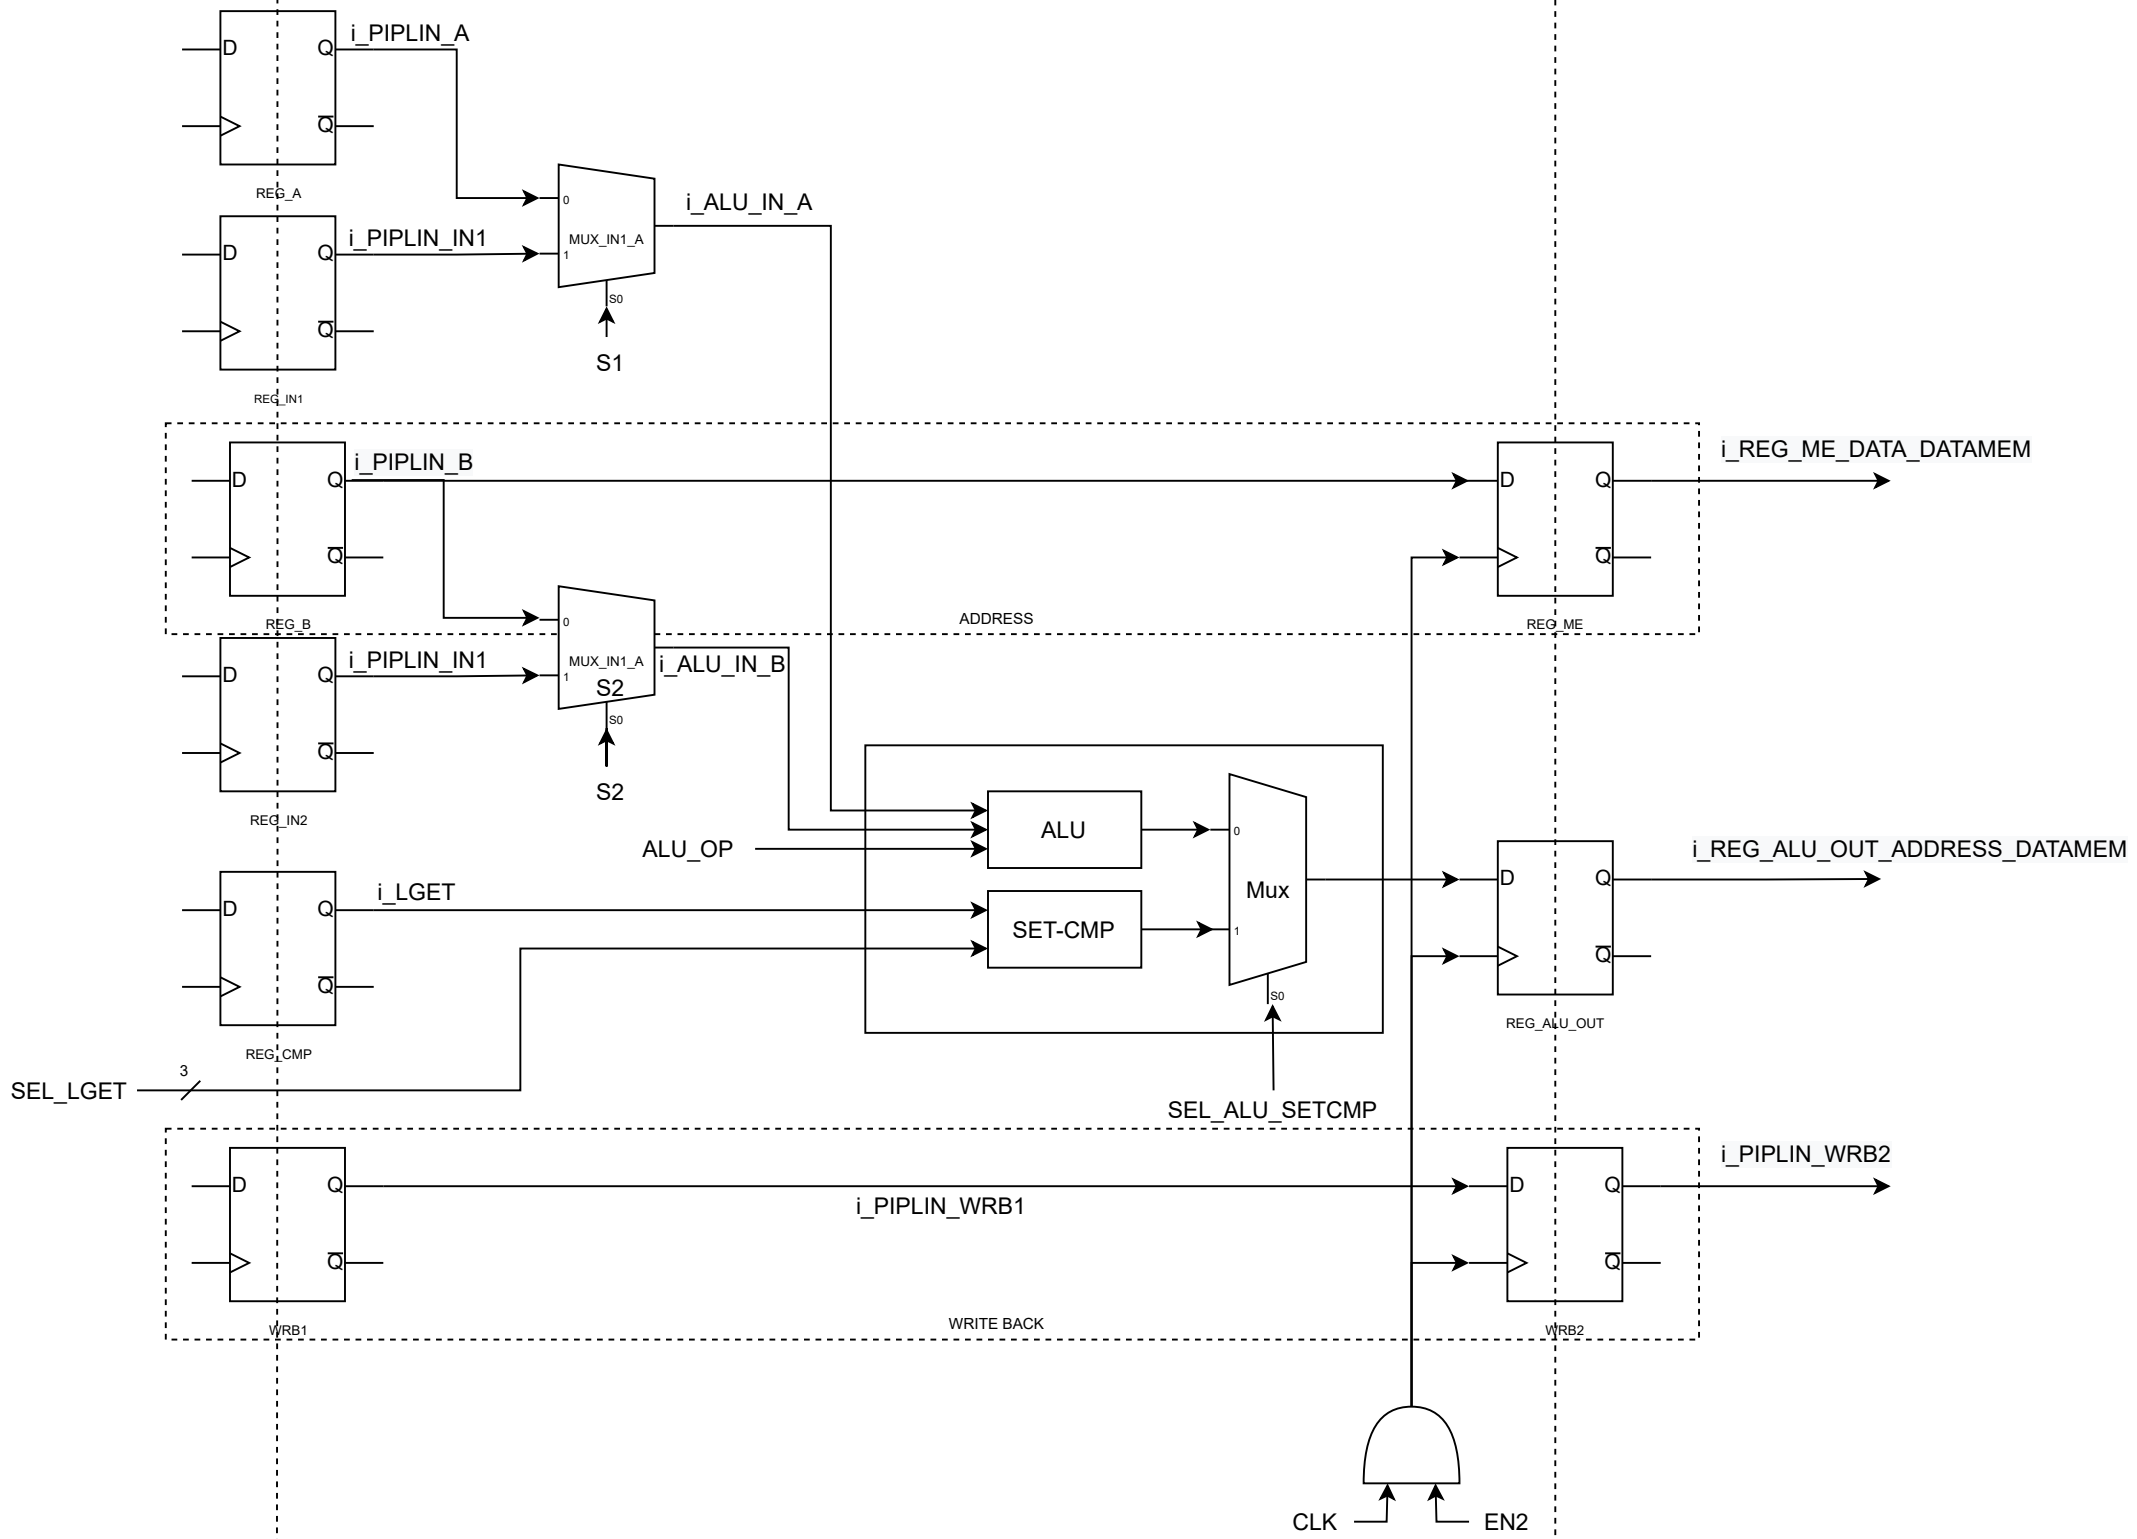 i_PIPLIN_A
D
Q
Q
REG_A
0
MUX_IN1_A
1
S0
S1
i_ALU_IN_A
i_PIPLIN_IN1
D
Q
Q
REG_IN1
i_PIPLIN_B
D
Q
Q
REG_B
ADDRESS
D
Q
Q
REG_ME
i_REG_ME_DATA_DATAMEM
i_PIPLIN_IN1
D
Q
Q
REG_IN2
0
MUX_IN1_A
1
S2
S0
S2
i_ALU_IN_B
ALU_OP
ALU
SET-CMP
0
Mux
1
S0
SEL_ALU_SETCMP
i_LGET
D
Q
Q
REG_CMP
3
SEL_LGET
D
Q
Q
REG_ALU_OUT
i_REG_ALU_OUT_ADDRESS_DATAMEM
D
Q
Q
WRB1
i_PIPLIN_WRB1
WRITE BACK
D
Q
Q
WRB2
i_PIPLIN_WRB2
CLK
EN2